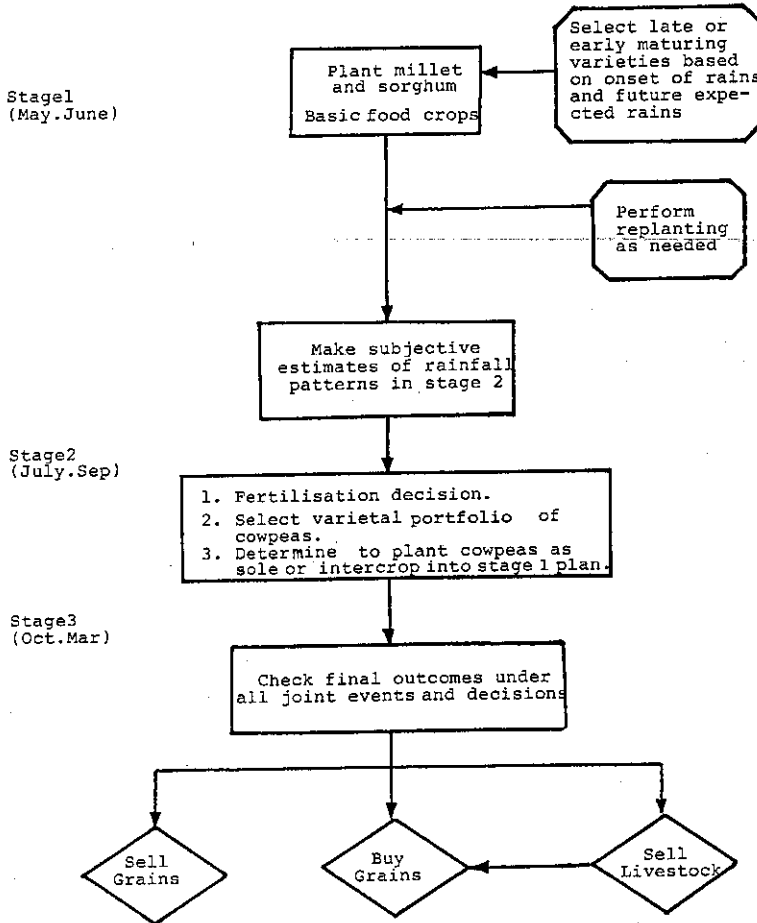 Select late or
early maturing
varieties based
on onset of rains
and future expe-
cted rains
Plant millet
and sorghum
Basic food crops
Stage1
(May.June)
Perform
replanting
as needed
Make subjective
estimates of rainfall
patterns in stage 2
Stage2
(July.Sep)
1. Fertilisation decision.
2. Select varietal portfolio of
cowpeas.
3. Determine to plant cowpeas as
sole or intercrop into stage 1 plan.
Stage3
(Oct.Mar)
Check final outcomes under
all joint events and decisions
Sell
Grains
Buy
Grains
Sell
Livestock